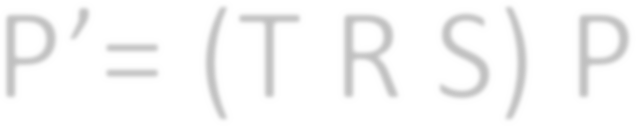 P’= (T R S) P